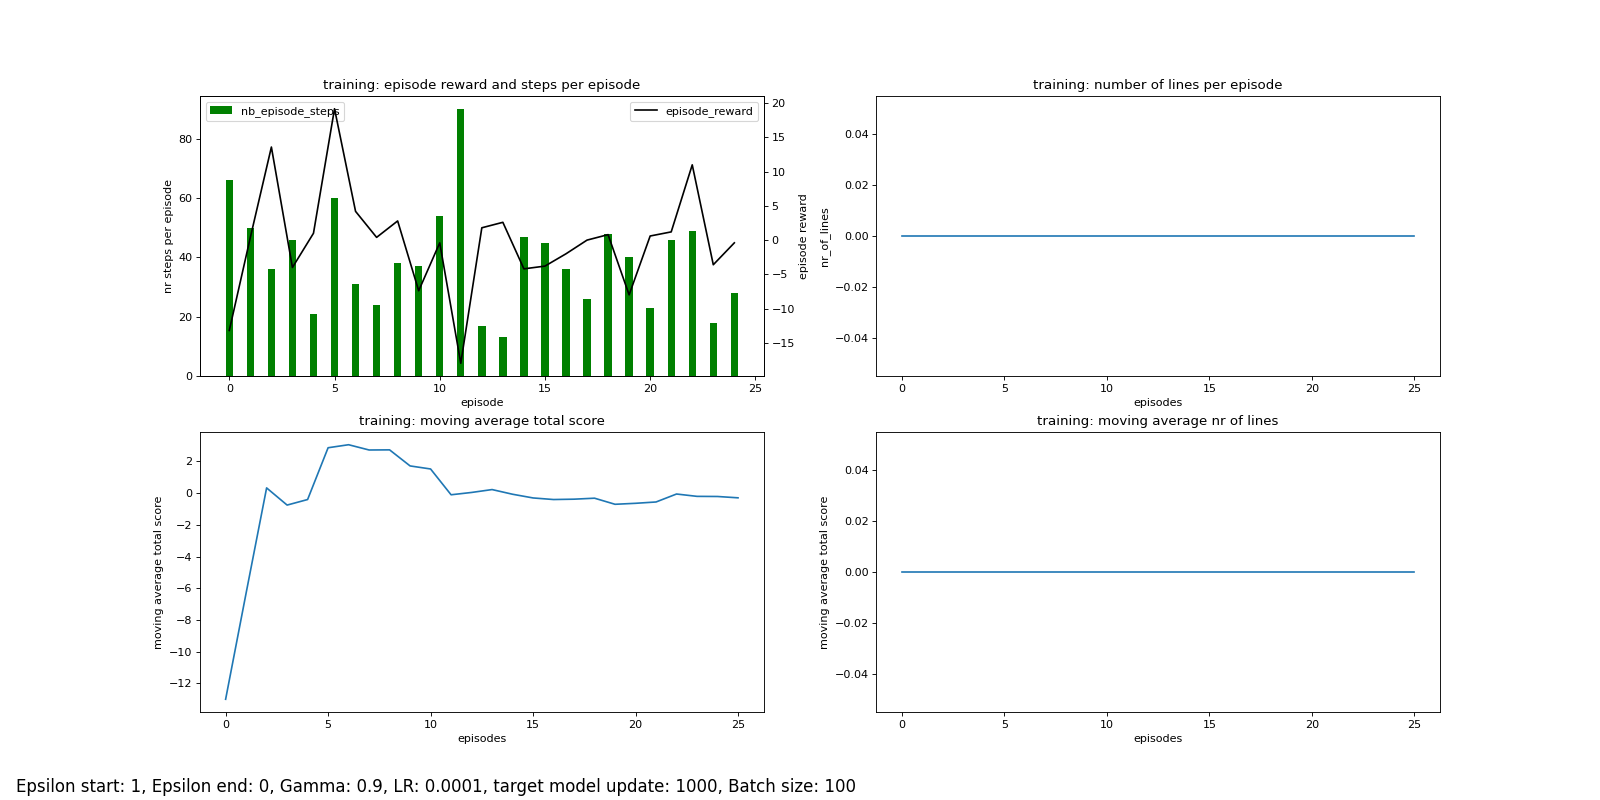 training: episode reward and steps per episode
nb_episode_steps
episode_reward
80
60
40
20
0
nr steps per episode
20
15
10
5
0
−5
−10
−15
episode reward
0 5 10 15 20 25
episode
training: number of lines per episode
0.04
0.02
0.00
−0.02
−0.04
nr_of_lines
0 5 10 15 20 25
episodes
training: moving average total score
2
0
−2
−4
−6
−8
−10
−12
moving average total score
0 5 10 15 20 25
episodes
training: moving average nr of lines
0.04
0.02
0.00
−0.02
−0.04
moving average total score
0 5 10 15 20 25
episodes
Epsilon start: 1, Epsilon end: 0, Gamma: 0.9, LR: 0.0001, target model update: 1000, Batch size: 100